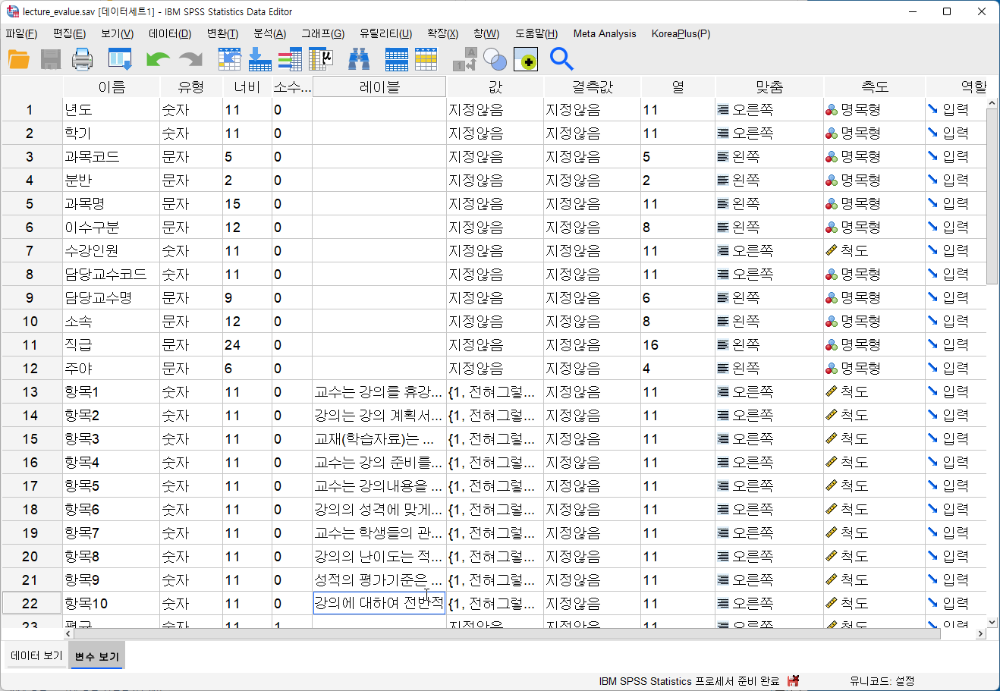 lecture_evalue.sav [데이터세트1] - IBM SPSS Statistics Data Editor
파일(F) 편집(E) 보기(V) 데이터(D) 변환(T) 분석(A) 그래프(G) 유틸리티(U) 확장(X) 창(W) 도움말(H) Meta Analysis KoreaPlus(P)
이름 유형 너비 소수... 레이블 값 결측값 열 맞춤 측도 역할
1 년도 숫자 11 0 지정않음 지정않음 11 오른쪽 명목형 입력
2 학기 숫자 11 0 지정않음 지정않음 11 오른쪽 명목형 입력
3 과목코드 문자 5 0 지정않음 지정않음 5 왼쪽 명목형 입력
4 분반 문자 2 0 지정않음 지정않음 2 왼쪽 명목형 입력
5 과목명 문자 15 0 지정않음 지정않음 11 왼쪽 명목형 입력
6 이수구분 문자 12 0 지정않음 지정않음 8 왼쪽 명목형 입력
7 수강인원 숫자 11 0 지정않음 지정않음 11 오른쪽 척도 입력
8 담당교수코드 숫자 11 0 지정않음 지정않음 11 오른쪽 명목형 입력
9 담당교수명 문자 9 0 지정않음 지정않음 6 왼쪽 명목형 입력
10 소속 문자 12 0 지정않음 지정않음 8 왼쪽 명목형 입력
11 직급 문자 24 0 지정않음 지정않음 16 왼쪽 명목형 입력
12 주야 문자 6 0 지정않음 지정않음 4 왼쪽 명목형 입력
13 항목1 숫자 11 0 교수는 강의를 휴강... {1, 전혀그렇... 지정않음 11 오른쪽 척도 입력
14 항목2 숫자 11 0 강의는 강의 계획서... {1, 전혀그렇... 지정않음 11 오른쪽 척도 입력
15 항목3 숫자 11 0 교재(학습자료)는 ... {1, 전혀그렇... 지정않음 11 오른쪽 척도 입력
16 항목4 숫자 11 0 교수는 강의 준비를... {1, 전혀그렇... 지정않음 11 오른쪽 척도 입력
17 항목5 숫자 11 0 교수는 강의내용을 ... {1, 전혀그렇... 지정않음 11 오른쪽 척도 입력
18 항목6 숫자 11 0 강의의 성격에 맞게... {1, 전혀그렇... 지정않음 11 오른쪽 척도 입력
19 항목7 숫자 11 0 교수는 학생들의 관... {1, 전혀그렇... 지정않음 11 오른쪽 척도 입력
20 항목8 숫자 11 0 강의의 난이도는 적... {1, 전혀그렇... 지정않음 11 오른쪽 척도 입력
21 항목9 숫자 11 0 성적의 평가기준은 ... {1, 전혀그렇... 지정않음 11 오른쪽 척도 입력
22 항목10 숫자 11 0 강의에 대하여 전반적 {1, 전혀그렇... 지정않음 11 오른쪽 척도 입력
23 평균 숫자 11 1 지정않음 지정않음 11 오른쪽 척도 입력
데이터 보기 변수 보기
IBM SPSS Statistics 프로세서 준비 완료 유니코드: 설정